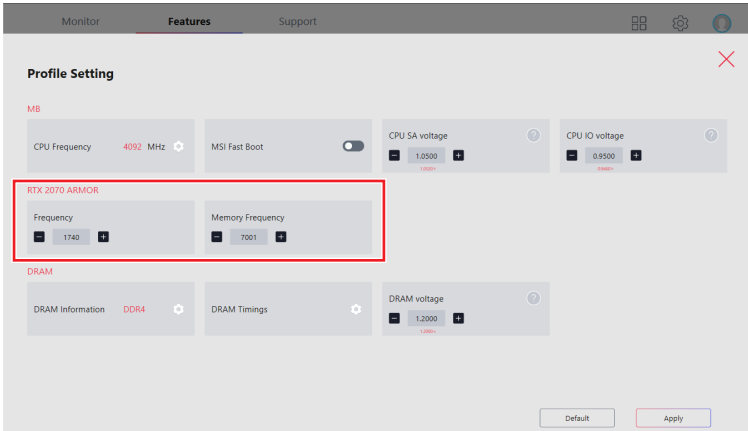 Monitor
Features
Support
Profile Setting
MB
CPU Frequency 4092 MHz
MSI Fast Boot
CPU SA voltage ?
1.0500
CPU IO voltage ?
0.9500
RTX 2070 ARMOR
Frequency
1740
Memory Frequency
7001
DRAM
DRAM Information DDR4
DRAM Timings
DRAM voltage ?
1.2000
Default
Apply